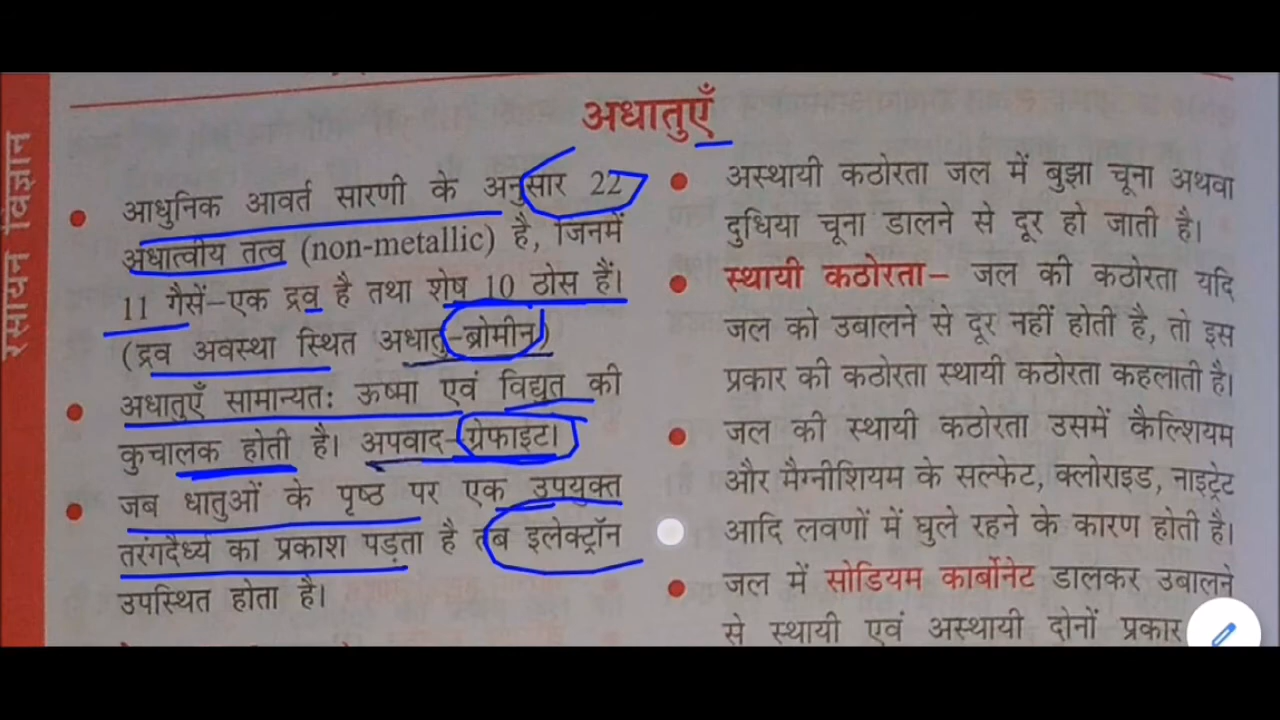 अधातुएँ
रसायन विज्ञान
आधुनिक आवर्त सारणी के अनुसार 22
अधात्वीय तत्व (non-metallic) है, जिनमें
11 गैसें–एक द्रव है तथा शेष 10 ठोस हैं।
(द्रव अवस्था स्थित अधातु–ब्रोमीन)
अधातुएँ सामान्यतः ऊष्मा एवं विद्युत की
कुचालक होती है। अपवाद–ग्रेफाईट।
जब धातुओं के पृष्ठ पर एक उपयुक्त
तरंगदैर्ध्य का प्रकाश पड़ता है तब इलेक्ट्रॉन
उपस्थित होता है।
अस्थायी कठोरता जल में बुझा चूना अथवा
दुधिया चूना डालने से दूर हो जाती है।
स्थायी कठोरता– जल की कठोरता यदि
जल को उबालने से दूर नहीं होती है, तो इस
प्रकार की कठोरता स्थायी कठोरता कहलाती है।
जल की स्थायी कठोरता उसमें कैल्शियम
और मैग्नीशियम के सल्फेट, क्लोराइड, नाइट्रेट
आदि लवणों में घुले रहने के कारण होती है।
जल में सोडियम कार्बोनेट डालकर उबालने
से स्थायी एवं अस्थायी दोनों प्रकार